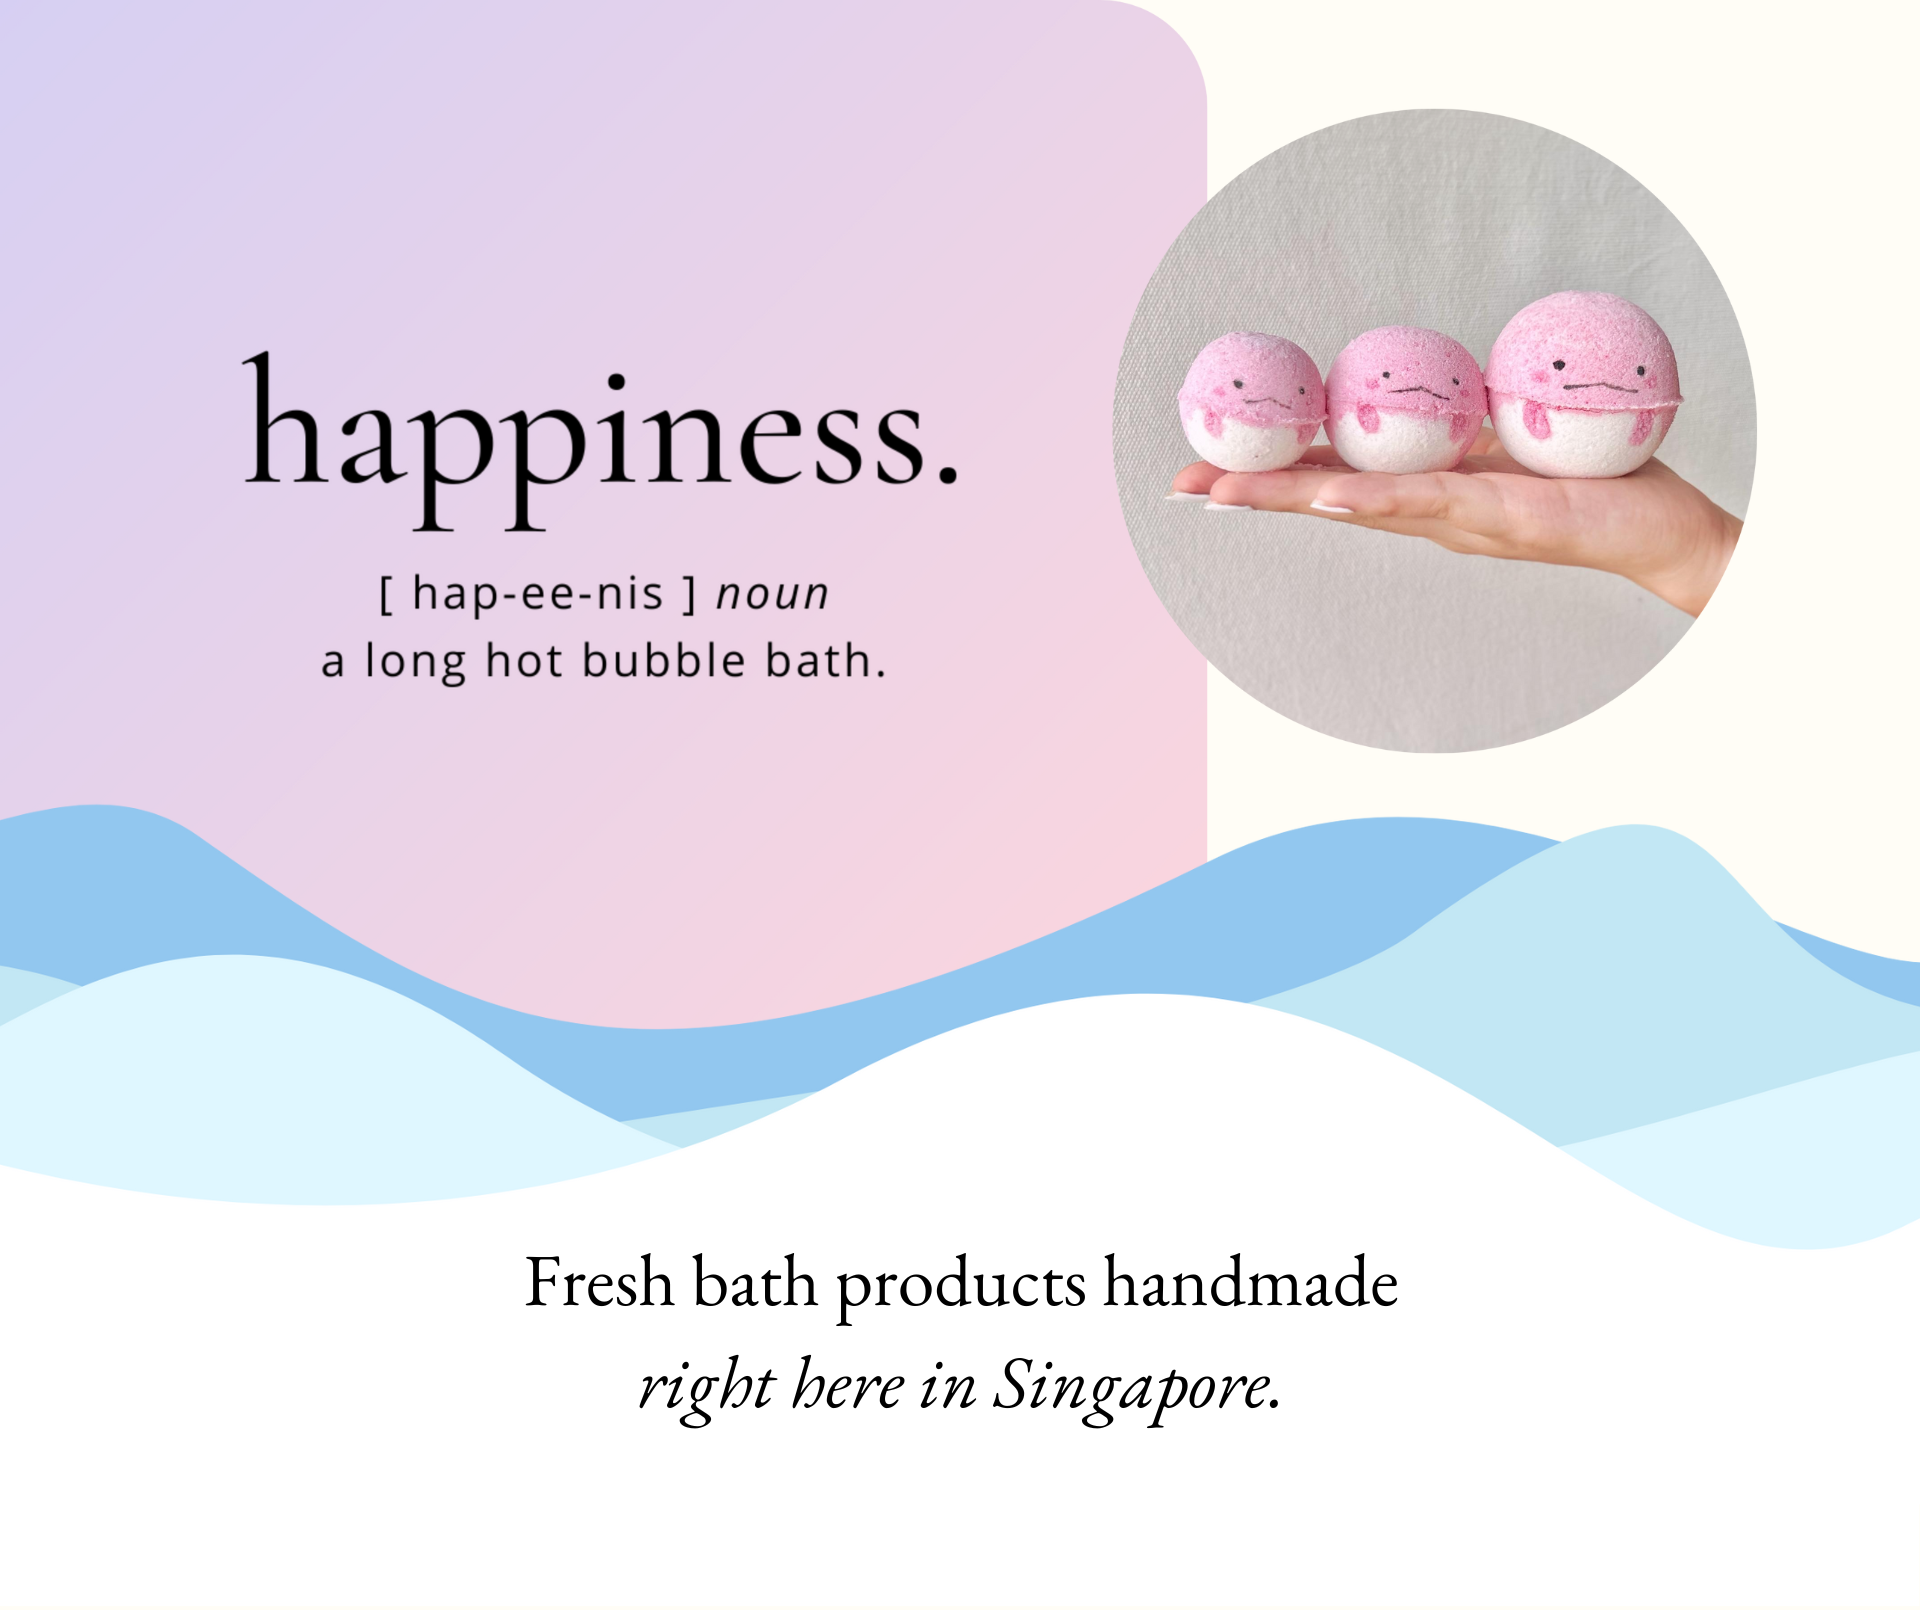 happiness.
[ hap-ee-nis ] noun
a long hot bubble bath.
Fresh bath products handmade
right here in Singapore.